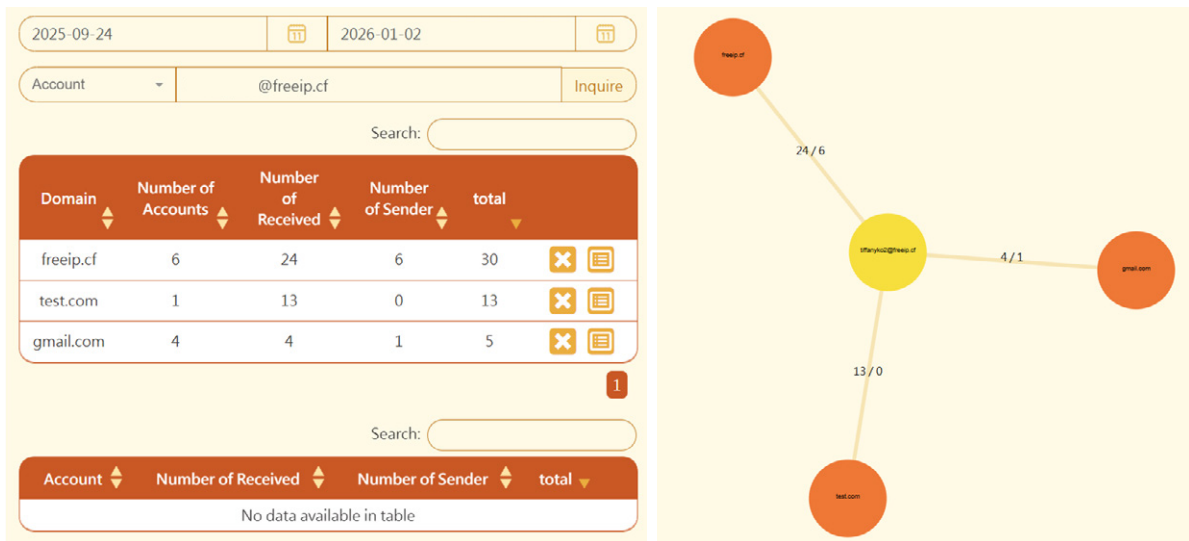 2025-09-24 2026-01-02
Account @freeip.cf Inquire
Search:
Domain Number of Accounts Number of Received Number of Sender total
freeip.cf 6 24 6 30
test.com 1 13 0 13
gmail.com 4 4 1 5
1
Search:
Account Number of Received Number of Sender total
No data available in table
freeip.cf
24 / 6
tiffanyko2@freeip.cf
4 / 1
gmail.com
13 / 0
test.com